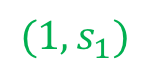 (1, s₁)